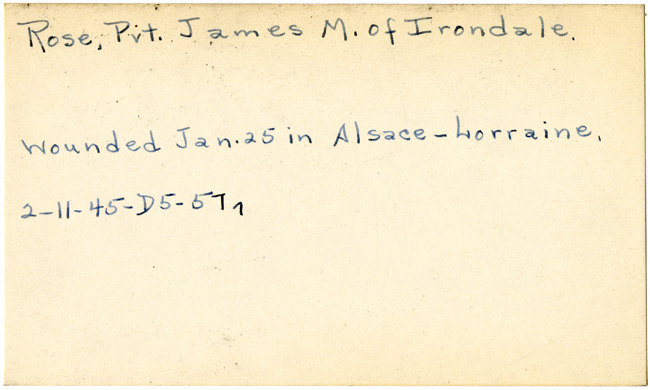 Rose, Pvt. James M. of Irondale.
Wounded Jan. 25 in Alsace-Lorraine.
2-11-45-D5-5T1